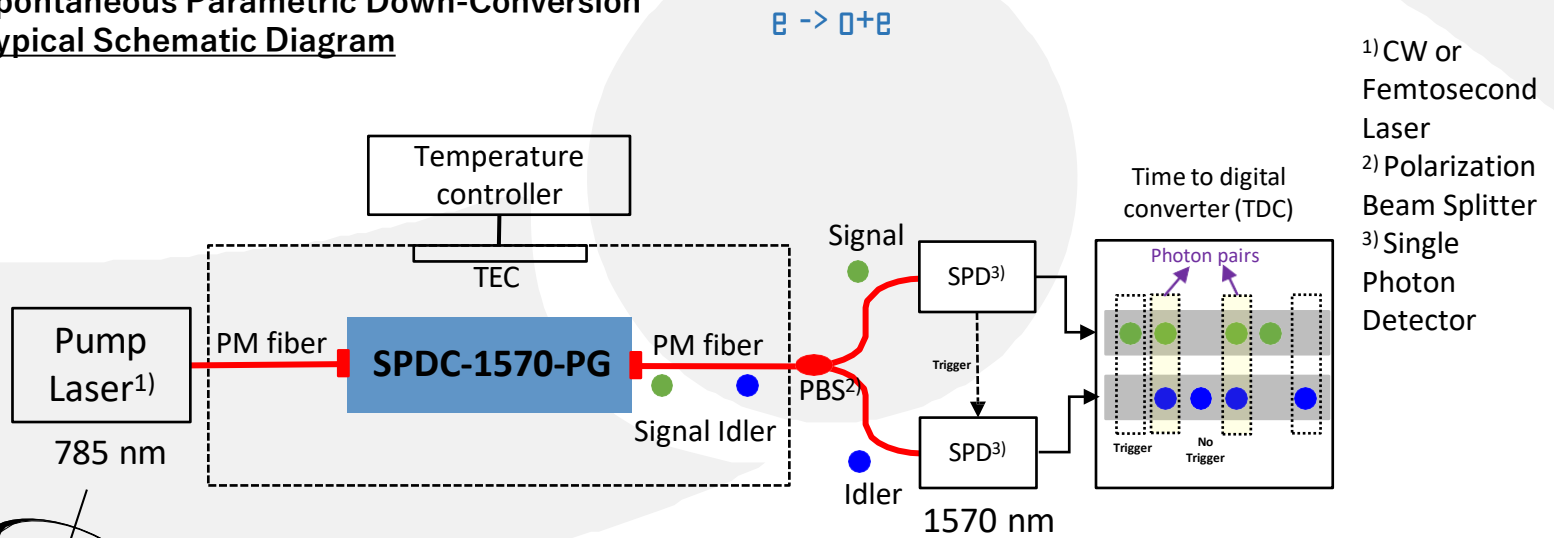 pontaneous Parametric Down-Conversion
ypical Schematic Diagram
e -> o+e
1) CW or
Femtosecond
Laser
2) Polarization
Beam Splitter
3) Single
Photon
Detector
Temperature
controller
TEC
Pump
Laser1)
785 nm
PM fiber
SPDC-1570-PG
PM fiber
Signal Idler
PBS2)
Signal
SPD3)
Trigger
SPD3)
Idler
1570 nm
Time to digital
converter (TDC)
Photon pairs
Trigger
No
Trigger